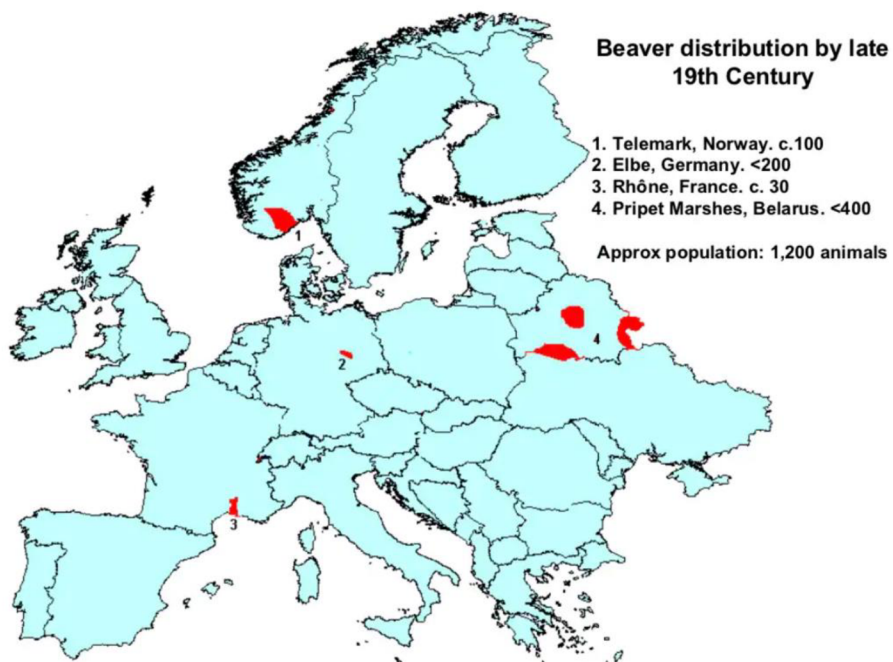 Beaver distribution by late
19th Century
1. Telemark, Norway. c.100
2. Elbe, Germany. <200
3. Rhône, France. c. 30
4. Pripet Marshes, Belarus. <400
Approx population: 1,200 animals
1
4
2
3